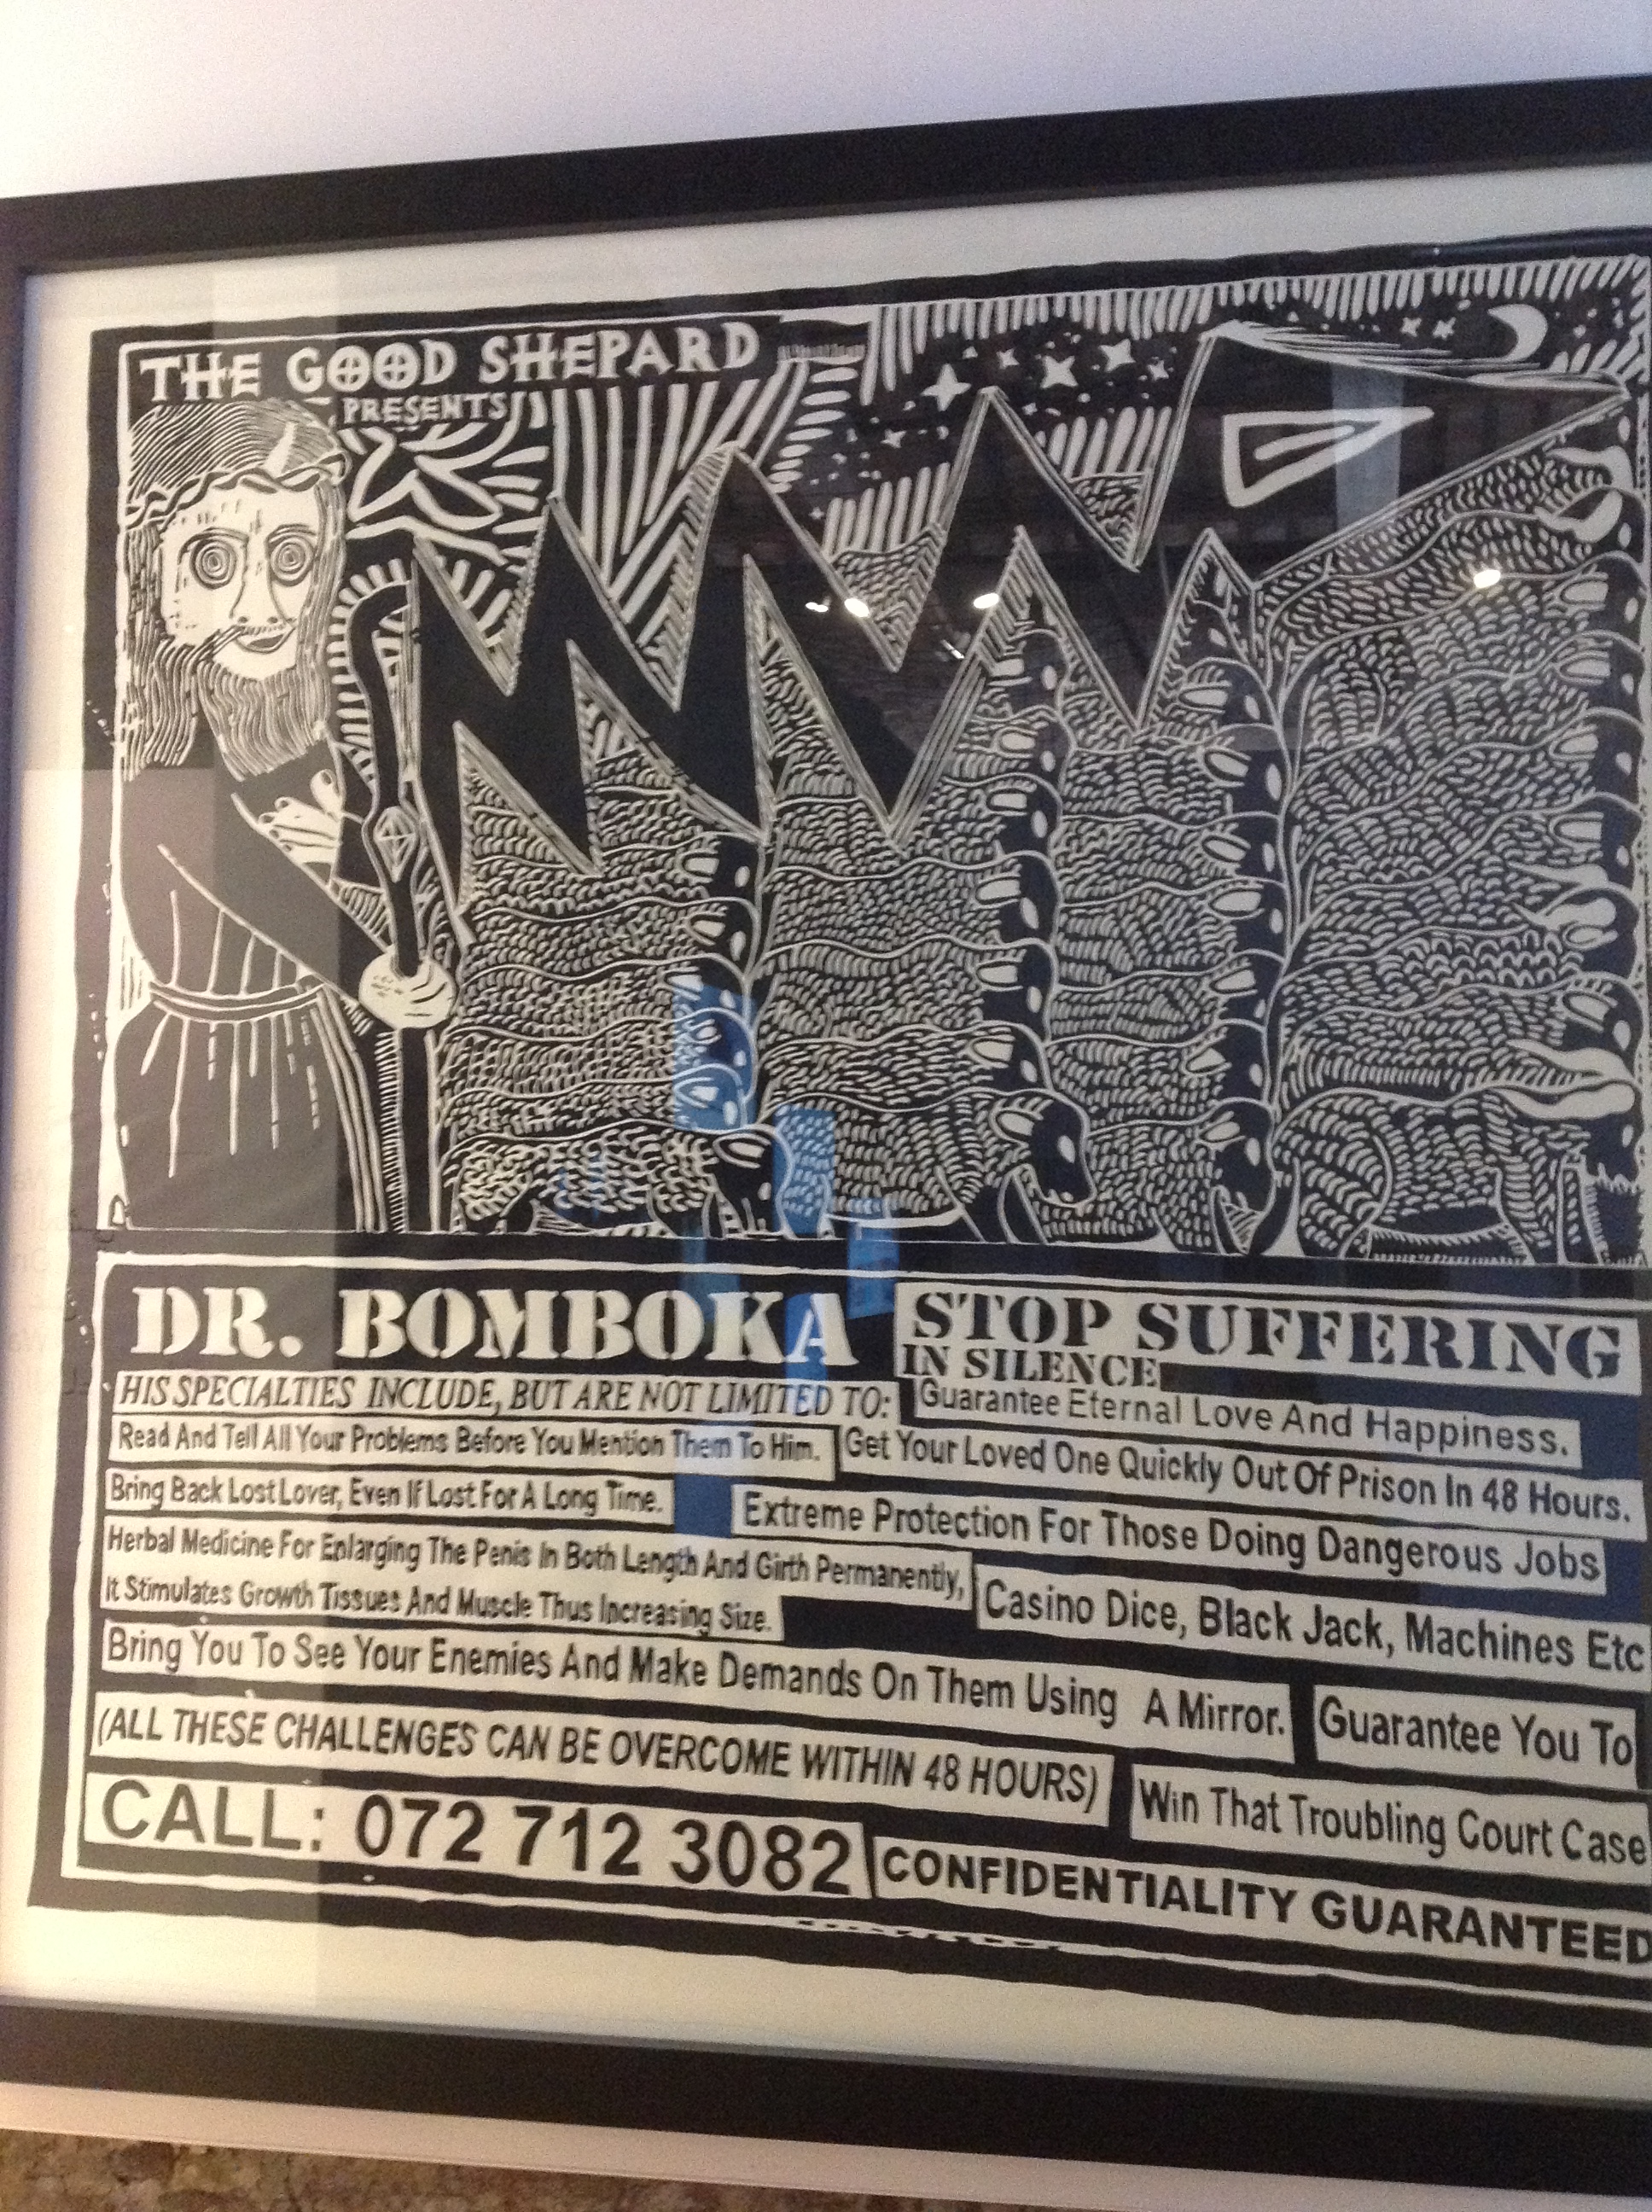 THE GOOD SHEPARD
PRESENTS
DR. BOMBOKA
HIS SPECIALTIES INCLUDE, BUT ARE NOT LIMITED TO:
Read And Tell All Your Problems Before You Mention Them To Him.
Bring Back Lost Lover, Even If Lost For A Long Time.
Herbal Medicine For Enlarging The Penis In Both Length And Girth Permanently,
It Stimulates Growth Tissues And Muscle Thus Increasing Size.
Bring You To See Your Enemies And Make Demands On Them Using A Mirror.
(ALL THESE CHALLENGES CAN BE OVERCOME WITHIN 48 HOURS)
CALL: 072 712 3082
STOP SUFFERING
IN SILENCE
Guarantee Eternal Love And Happiness.
Get Your Loved One Quickly Out Of Prison In 48 Hours.
Extreme Protection For Those Doing Dangerous Jobs
Casino Dice, Black Jack, Machines Etc
Guarantee You To
Win That Troubling Court Case
CONFIDENTIALITY GUARANTEED